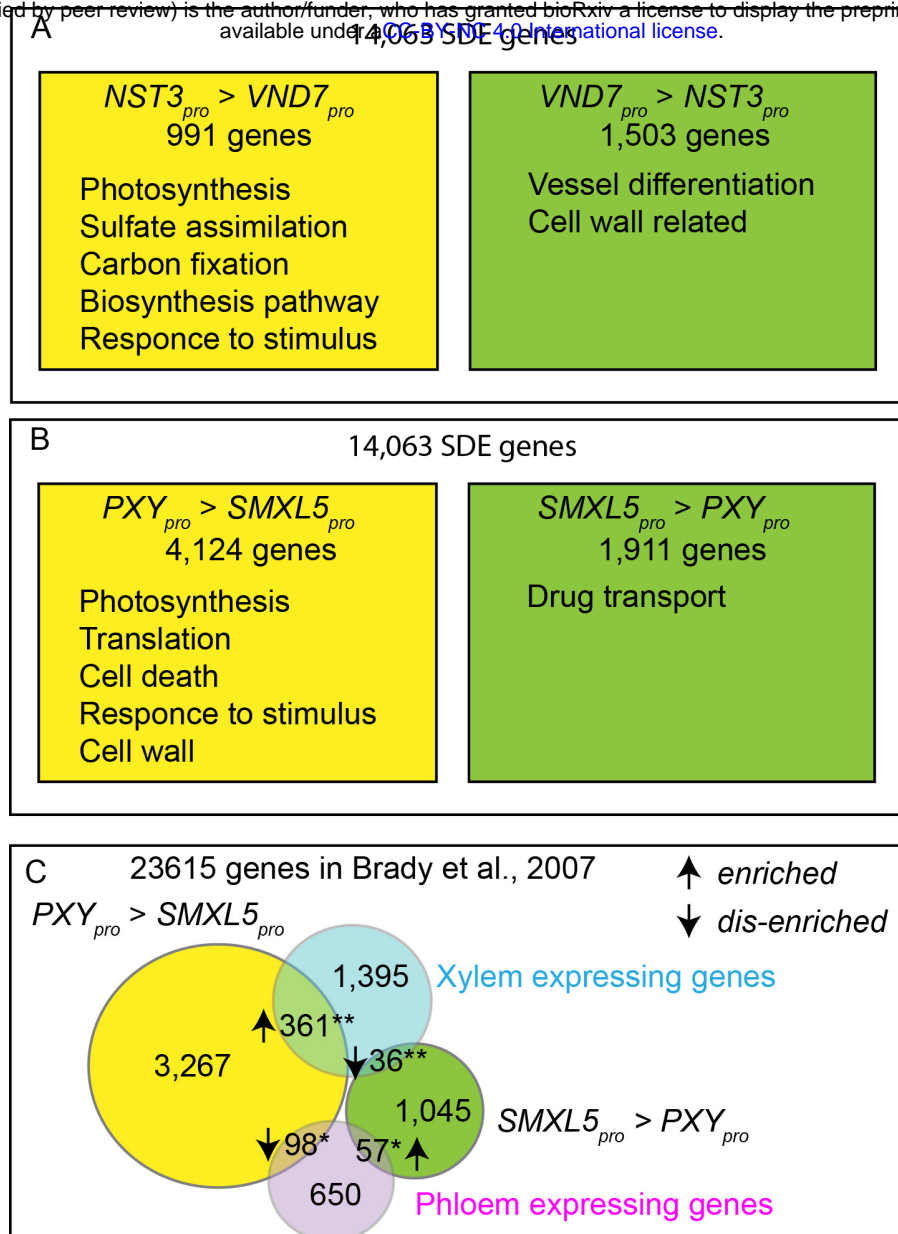 ied by peer review) is the author/funder, who has granted bioRxiv a license to display the prepri
available under aCC-BY-NC 4.0 International license.
A
14,063 SDE genes
NST3pro > VND7pro
991 genes
Photosynthesis
Sulfate assimilation
Carbon fixation
Biosynthesis pathway
Responce to stimulus
VND7pro > NST3pro
1,503 genes
Vessel differentiation
Cell wall related
B
14,063 SDE genes
PXYpro > SMXL5pro
4,124 genes
Photosynthesis
Translation
Cell death
Responce to stimulus
Cell wall
SMXL5pro > PXYpro
1,911 genes
Drug transport
C
23615 genes in Brady et al., 2007
↑ enriched
↓ dis-enriched
PXYpro > SMXL5pro
1,395
Xylem expressing genes
↑ 361**
↓ 36**
3,267
1,045
SMXL5pro > PXYpro
↓ 98*
57* ↑
650
Phloem expressing genes